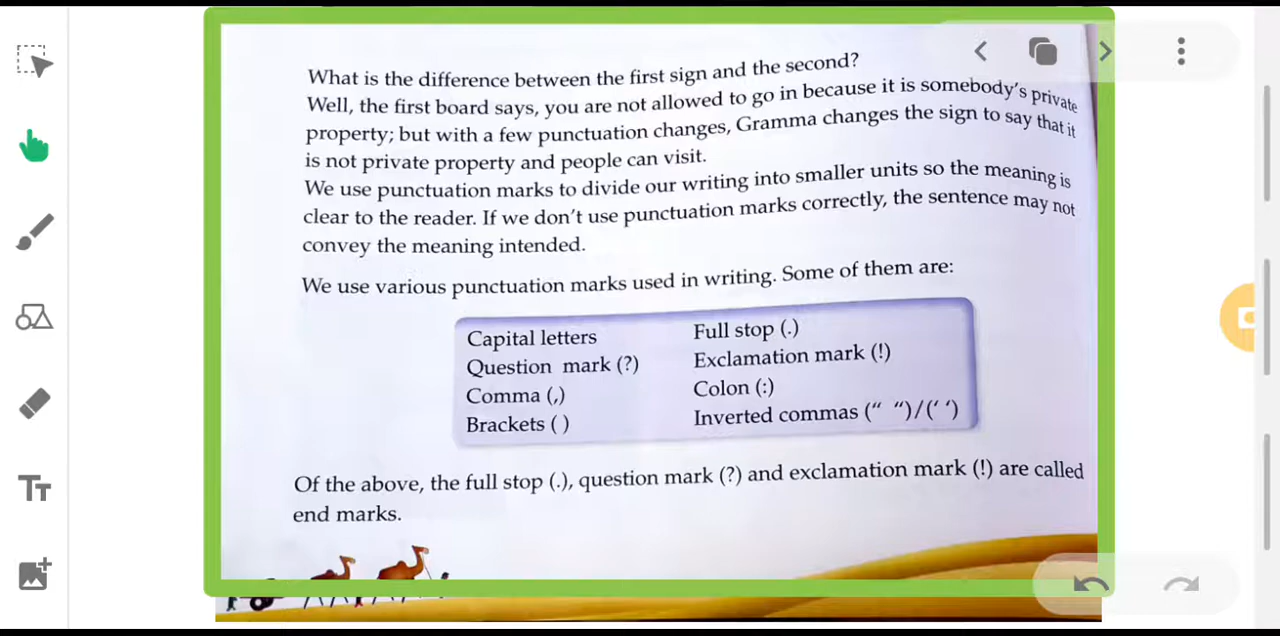 What is the difference between the first sign and the second?
Well, the first board says, you are not allowed to go in because it is somebody's private
property; but with a few punctuation changes, Gramma changes the sign to say that it
is not private property and people can visit.
We use punctuation marks to divide our writing into smaller units so the meaning is
clear to the reader. If we don't use punctuation marks correctly, the sentence may not
convey the meaning intended.
We use various punctuation marks used in writing. Some of them are:
Capital letters Full stop (.)
Question mark (?) Exclamation mark (!)
Comma (,) Colon (:)
Brackets ( ) Inverted commas (“ “)/(‘ ‘)
Of the above, the full stop (.), question mark (?) and exclamation mark (!) are called
end marks.
TT